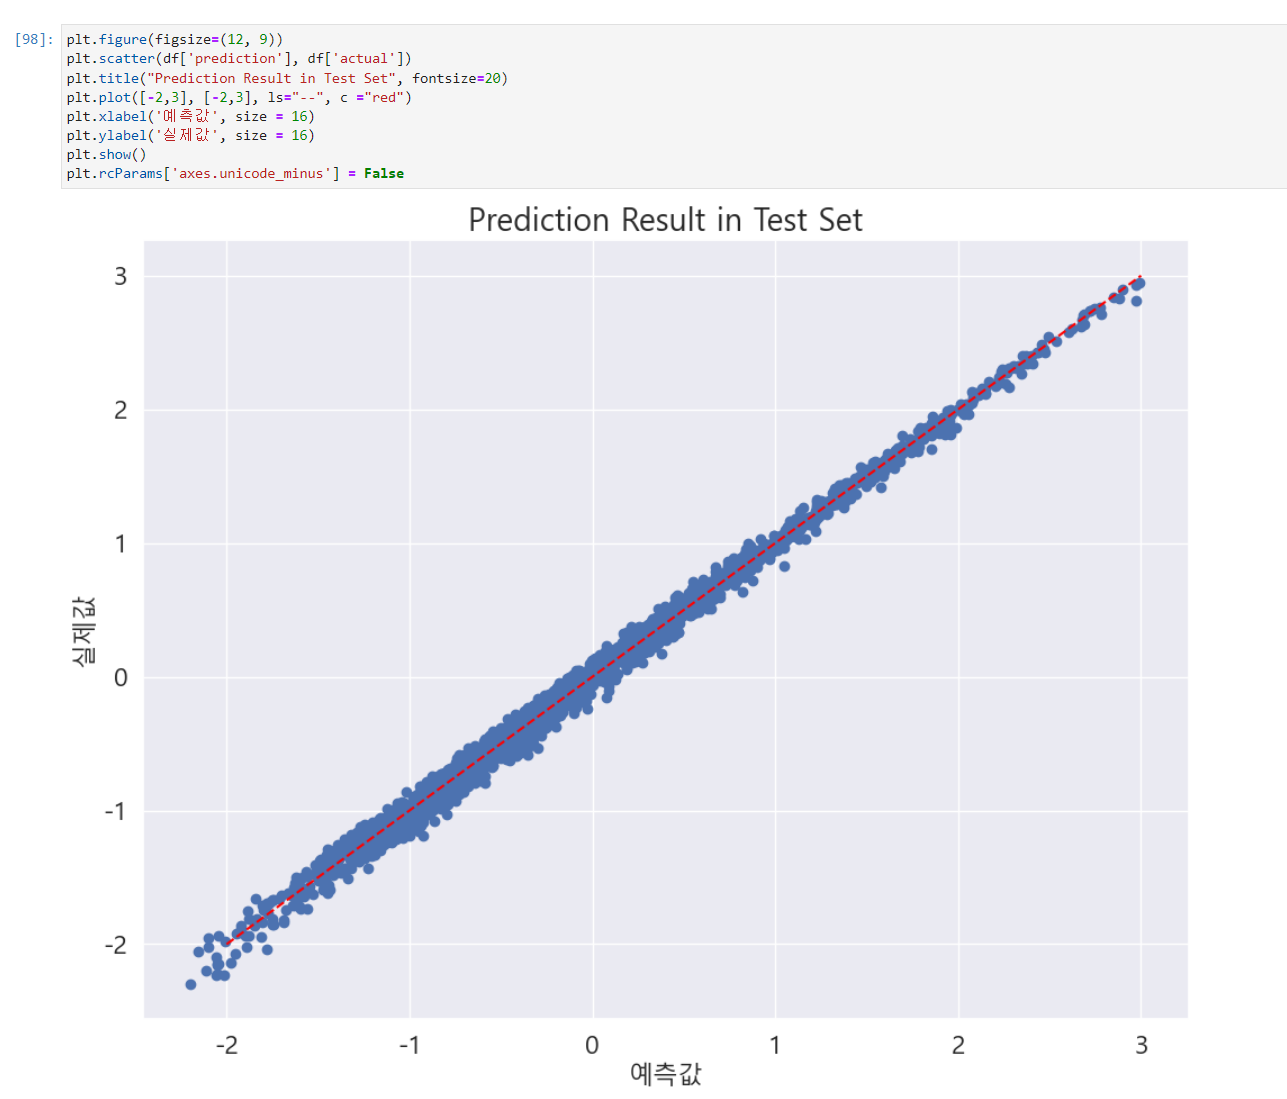 [98]:
plt.figure(figsize=(12, 9))
plt.scatter(df['prediction'], df['actual'])
plt.title("Prediction Result in Test Set", fontsize=20)
plt.plot([-2,3], [-2,3], ls="--", c ="red")
plt.xlabel('예측값', size = 16)
plt.ylabel('실제값', size = 16)
plt.show()
plt.rcParams['axes.unicode_minus'] = False
Prediction Result in Test Set
3
2
1
0
-1
-2
실제값
-2 -1 0 1 2 3
예측값